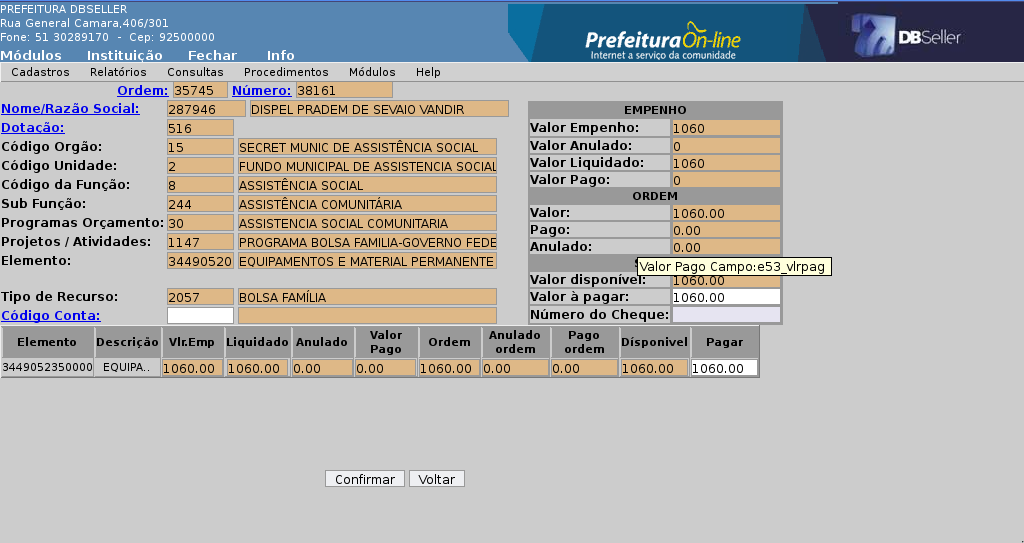 PREFEITURA DBSELLER
Rua General Camara,406/301
Fone: 51 30289170 - Cep: 92500000
Módulos Instituição Fechar Info
PrefeituraOn-line
Internet a serviço da comunidade
DBSeller
Cadastros Relatórios Consultas Procedimentos Módulos Help
Ordem: 35745 Número: 38161
Nome/Razão Social: 287946 DISPEL PRADEM DE SEVAIO VANDIR
Dotação: 516
Código Orgão: 15 SECRET MUNIC DE ASSISTÊNCIA SOCIAL
Código Unidade: 2 FUNDO MUNICIPAL DE ASSISTENCIA SOCIAL
Código da Função: 8 ASSISTÊNCIA SOCIAL
Sub Função: 244 ASSISTÊNCIA COMUNITÁRIA
Programas Orçamento: 30 ASSISTENCIA SOCIAL COMUNITARIA
Projetos / Atividades: 1147 PROGRAMA BOLSA FAMILIA-GOVERNO FEDE
Elemento: 34490520 EQUIPAMENTOS E MATERIAL PERMANENTE
Tipo de Recurso: 2057 BOLSA FAMÍLIA
Código Conta:
EMPENHO
Valor Empenho: 1060
Valor Anulado: 0
Valor Liquidado: 1060
Valor Pago: 0
ORDEM
Valor: 1060.00
Pago: 0.00
Anulado: 0.00
Valor Pago Campo:e53_vlrpag
Valor disponível: 1060.00
Valor à pagar: 1060.00
Número do Cheque:
Elemento Descrição Vlr.Emp Liquidado Anulado Valor Pago Ordem Anulado ordem Pago ordem Dísponivel Pagar
3449052350000 EQUIPA.. 1060.00 1060.00 0.00 0.00 1060.00 0.00 0.00 1060.00 1060.00
Confirmar Voltar